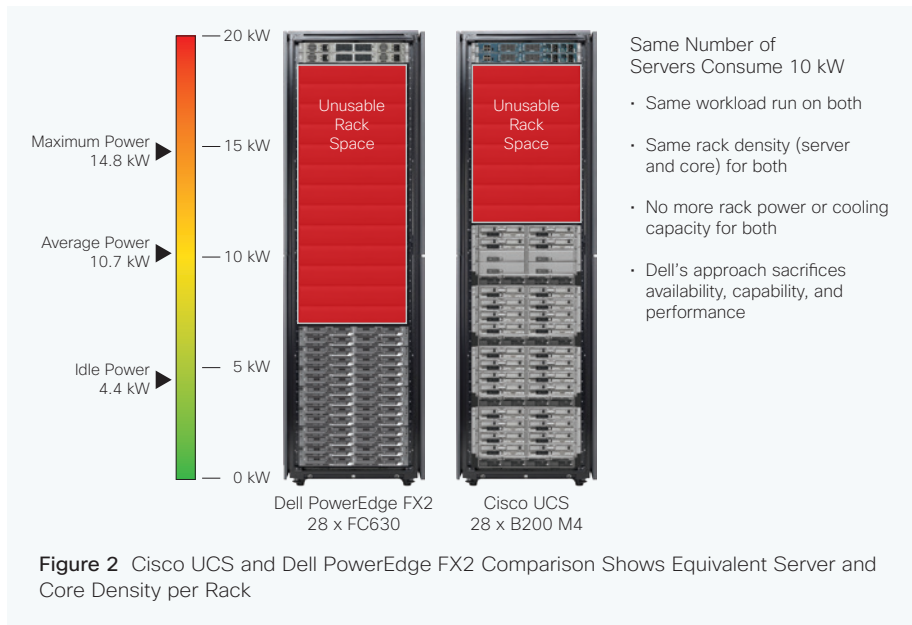 20 kW
15 kW
10 kW
5 kW
0 kW
Maximum Power
14.8 kW
Average Power
10.7 kW
Idle Power
4.4 kW
Unusable
Rack
Space
Dell PowerEdge FX2
28 x FC630
Unusable
Rack
Space
Cisco UCS
28 x B200 M4
Same Number of
Servers Consume 10 kW
· Same workload run on both
· Same rack density (server
and core) for both
· No more rack power or cooling
capacity for both
· Dell’s approach sacrifices
availability, capability, and
performance
Figure 2 Cisco UCS and Dell PowerEdge FX2 Comparison Shows Equivalent Server and
Core Density per Rack